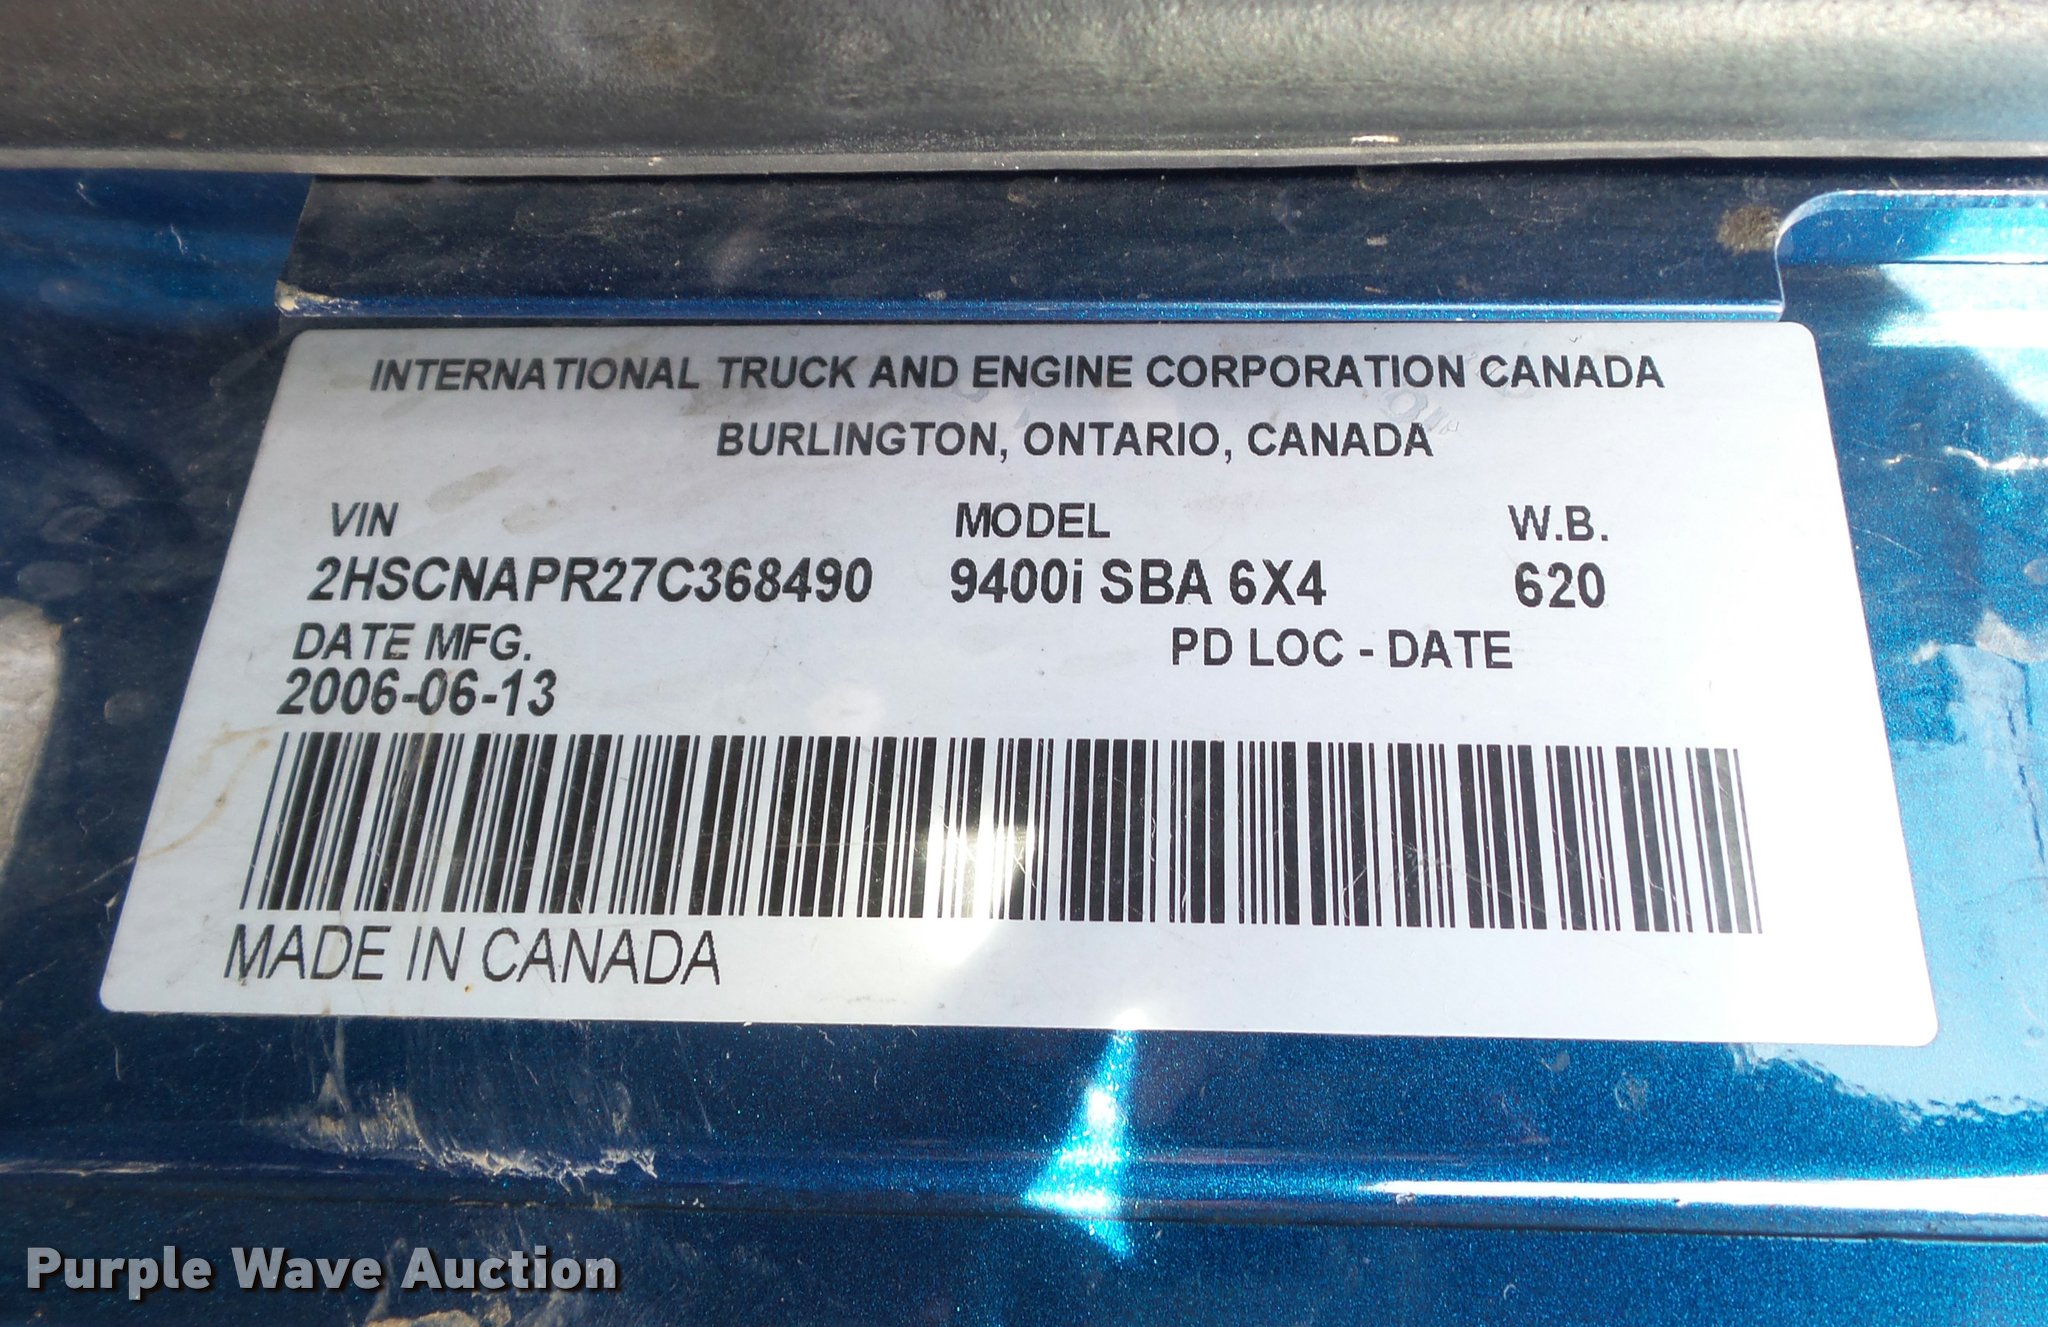 INTERNATIONAL TRUCK AND ENGINE CORPORATION CANADA
BURLINGTON, ONTARIO, CANADA
VIN MODEL W.B.
2HSCNAPR27C368490 9400i SBA 6X4 620
DATE MFG. PD LOC - DATE
2006-06-13
MADE IN CANADA
Purple Wave Auction